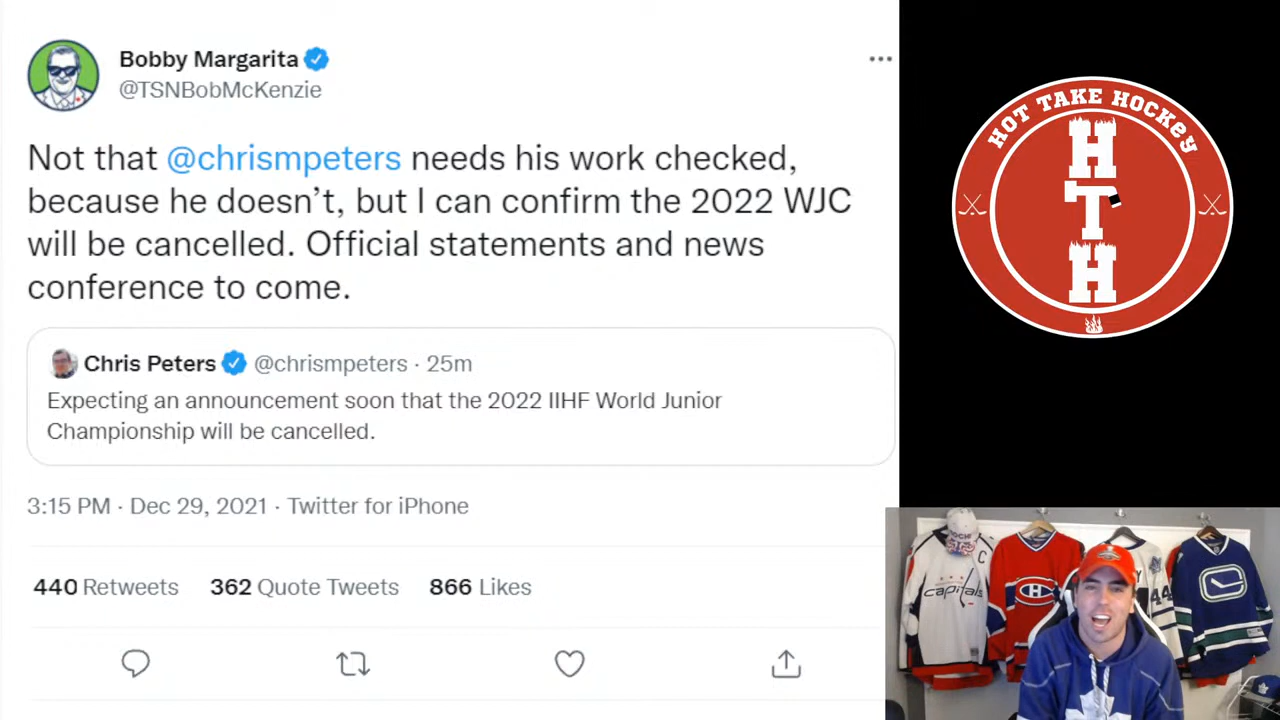 Bobby Margarita
@TSNBobMcKenzie
Not that @chrismpeters needs his work checked,
because he doesn’t, but I can confirm the 2022 WJC
will be cancelled. Official statements and news
conference to come.
Chris Peters @chrismpeters · 25m
Expecting an announcement soon that the 2022 IIHF World Junior
Championship will be cancelled.
3:15 PM · Dec 29, 2021 · Twitter for iPhone
440 Retweets 362 Quote Tweets 866 Likes
HOT TAKE HOCKEY
H
T
H
capitals
C
44